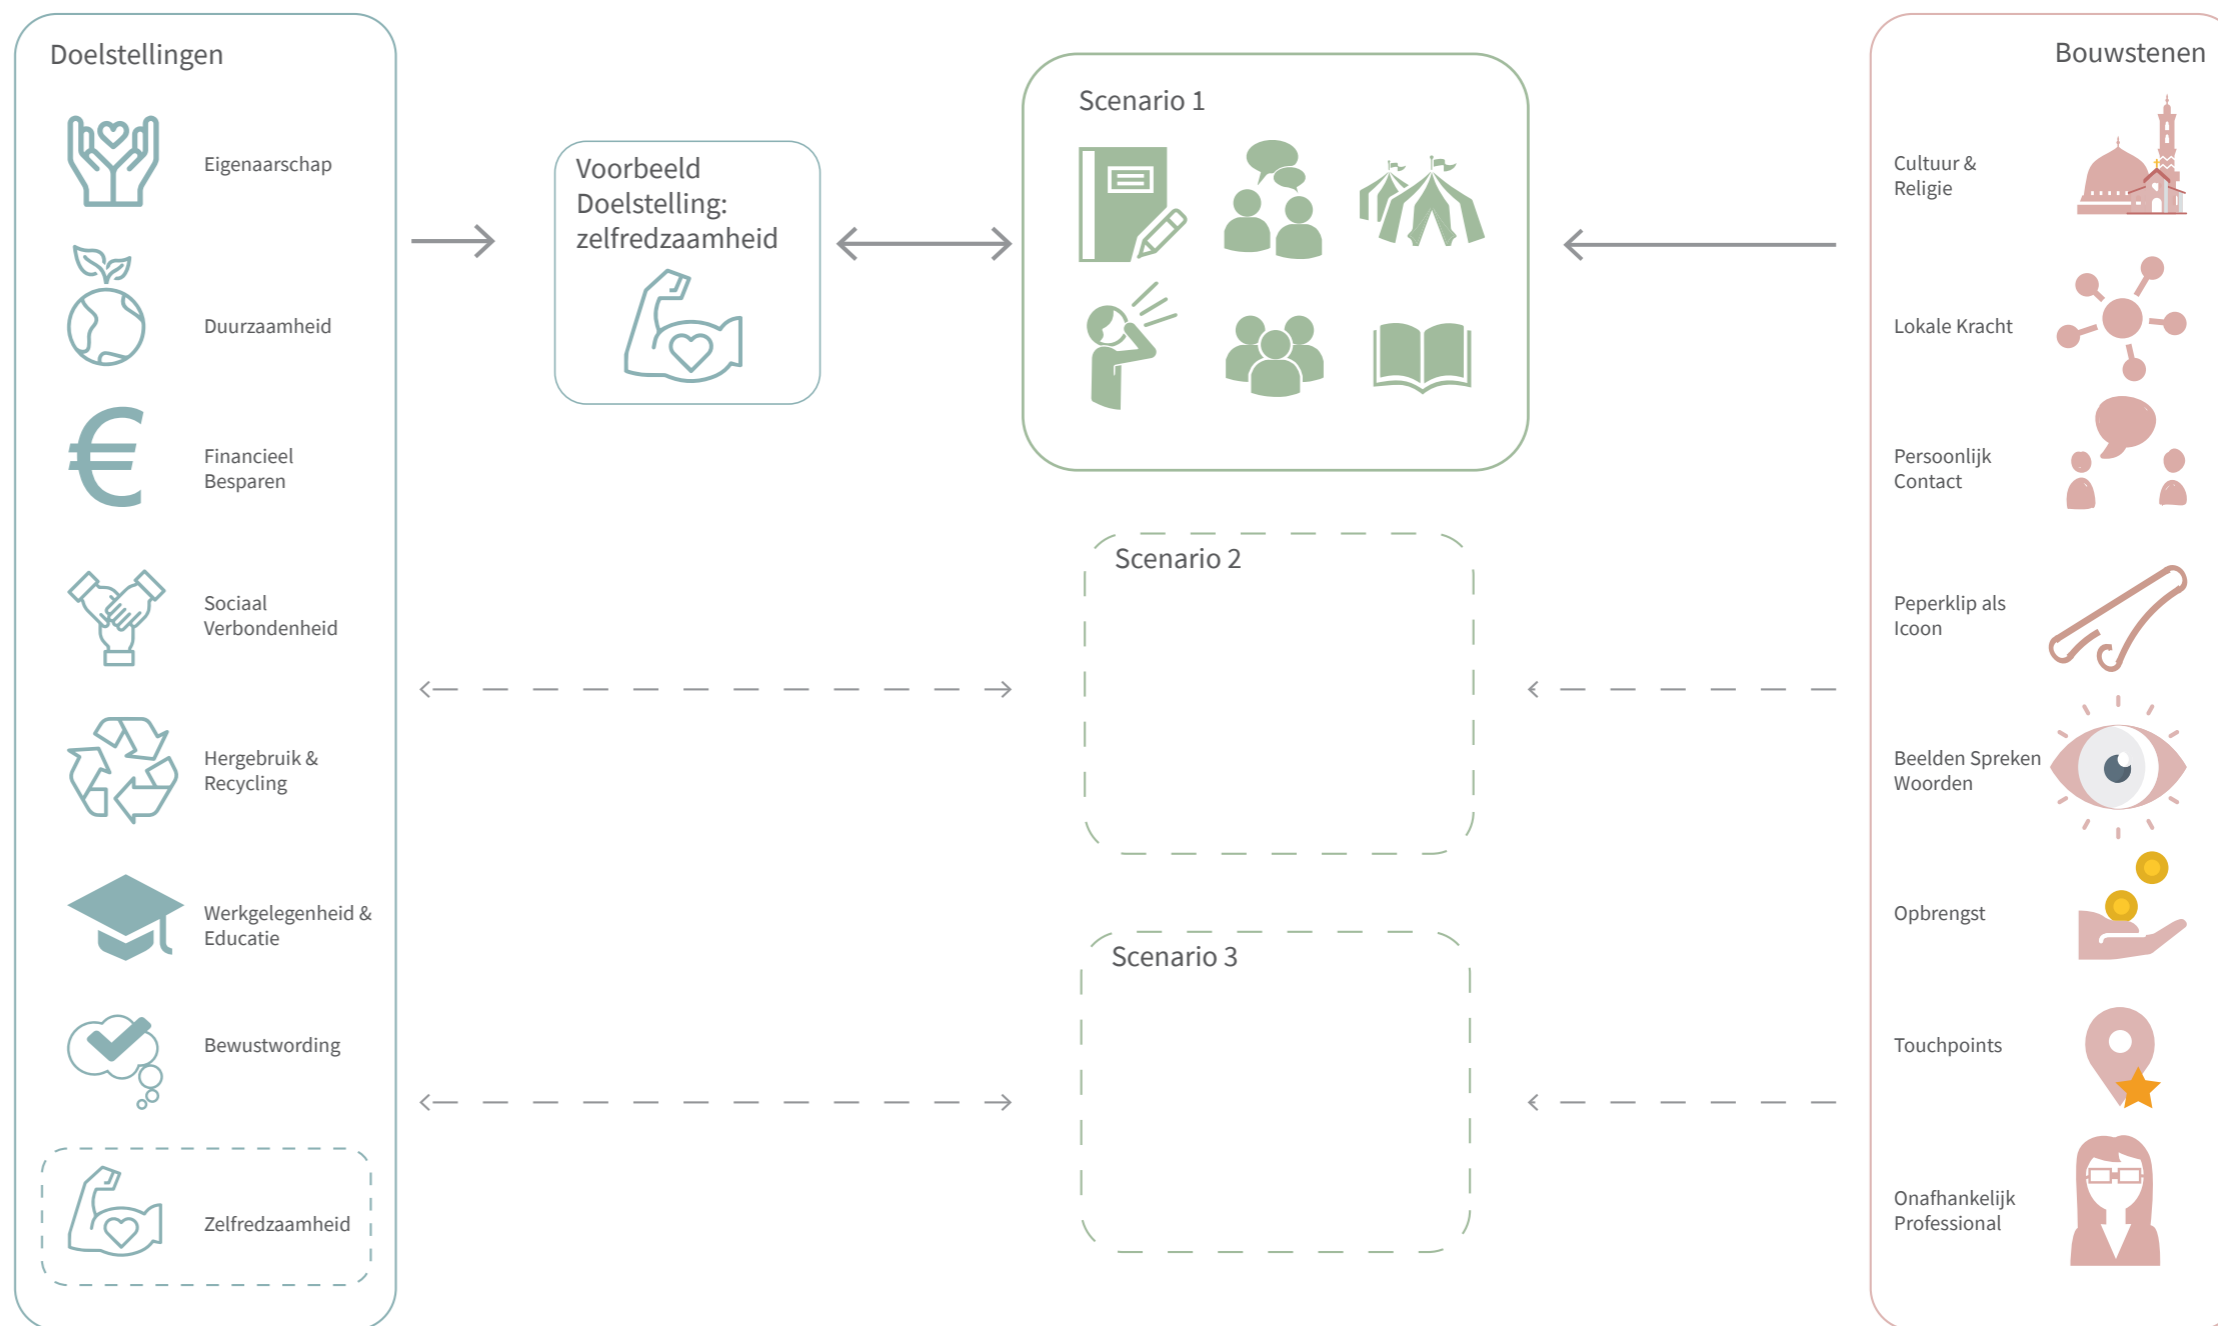 Doelstellingen
Eigenaarschap
Duurzaamheid
Financieel
Besparen
Sociaal
Verbondenheid
Hergebruik &
Recycling
Werkgelegenheid &
Educatie
Bewustwording
Zelfredzaamheid
Voorbeeld
Doelstelling:
zelfredzaamheid
Scenario 1
Scenario 2
Scenario 3
Bouwstenen
Cultuur &
Religie
Lokale Kracht
Persoonlijk
Contact
Peperklip als
Icoon
Beelden Spreken
Woorden
Opbrengst
Touchpoints
Onafhankelijk
Professional